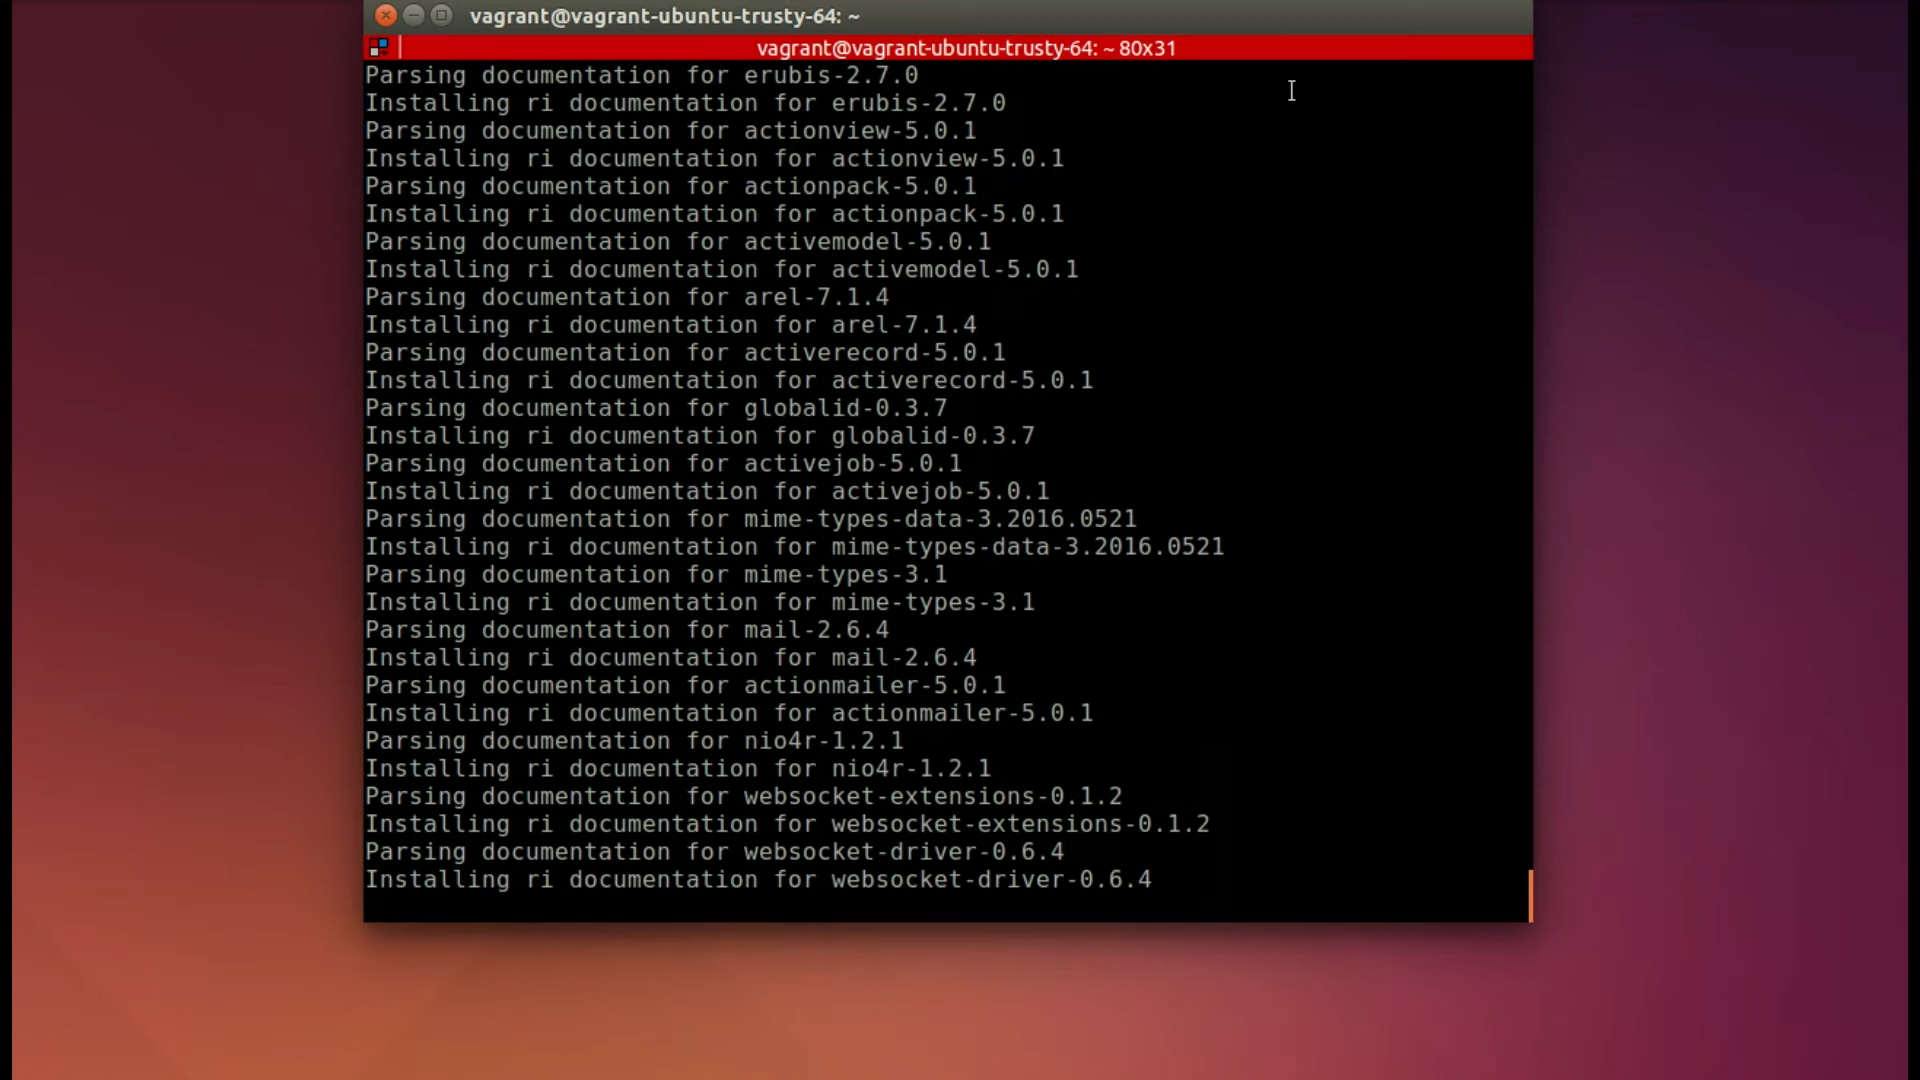 vagrant@vagrant-ubuntu-trusty-64: ~
vagrant@vagrant-ubuntu-trusty-64: ~ 80x31
Parsing documentation for erubis-2.7.0
Installing ri documentation for erubis-2.7.0
Parsing documentation for actionview-5.0.1
Installing ri documentation for actionview-5.0.1
Parsing documentation for actionpack-5.0.1
Installing ri documentation for actionpack-5.0.1
Parsing documentation for activemodel-5.0.1
Installing ri documentation for activemodel-5.0.1
Parsing documentation for arel-7.1.4
Installing ri documentation for arel-7.1.4
Parsing documentation for activerecord-5.0.1
Installing ri documentation for activerecord-5.0.1
Parsing documentation for globalid-0.3.7
Installing ri documentation for globalid-0.3.7
Parsing documentation for activejob-5.0.1
Installing ri documentation for activejob-5.0.1
Parsing documentation for mime-types-data-3.2016.0521
Installing ri documentation for mime-types-data-3.2016.0521
Parsing documentation for mime-types-3.1
Installing ri documentation for mime-types-3.1
Parsing documentation for mail-2.6.4
Installing ri documentation for mail-2.6.4
Parsing documentation for actionmailer-5.0.1
Installing ri documentation for actionmailer-5.0.1
Parsing documentation for nio4r-1.2.1
Installing ri documentation for nio4r-1.2.1
Parsing documentation for websocket-extensions-0.1.2
Installing ri documentation for websocket-extensions-0.1.2
Parsing documentation for websocket-driver-0.6.4
Installing ri documentation for websocket-driver-0.6.4